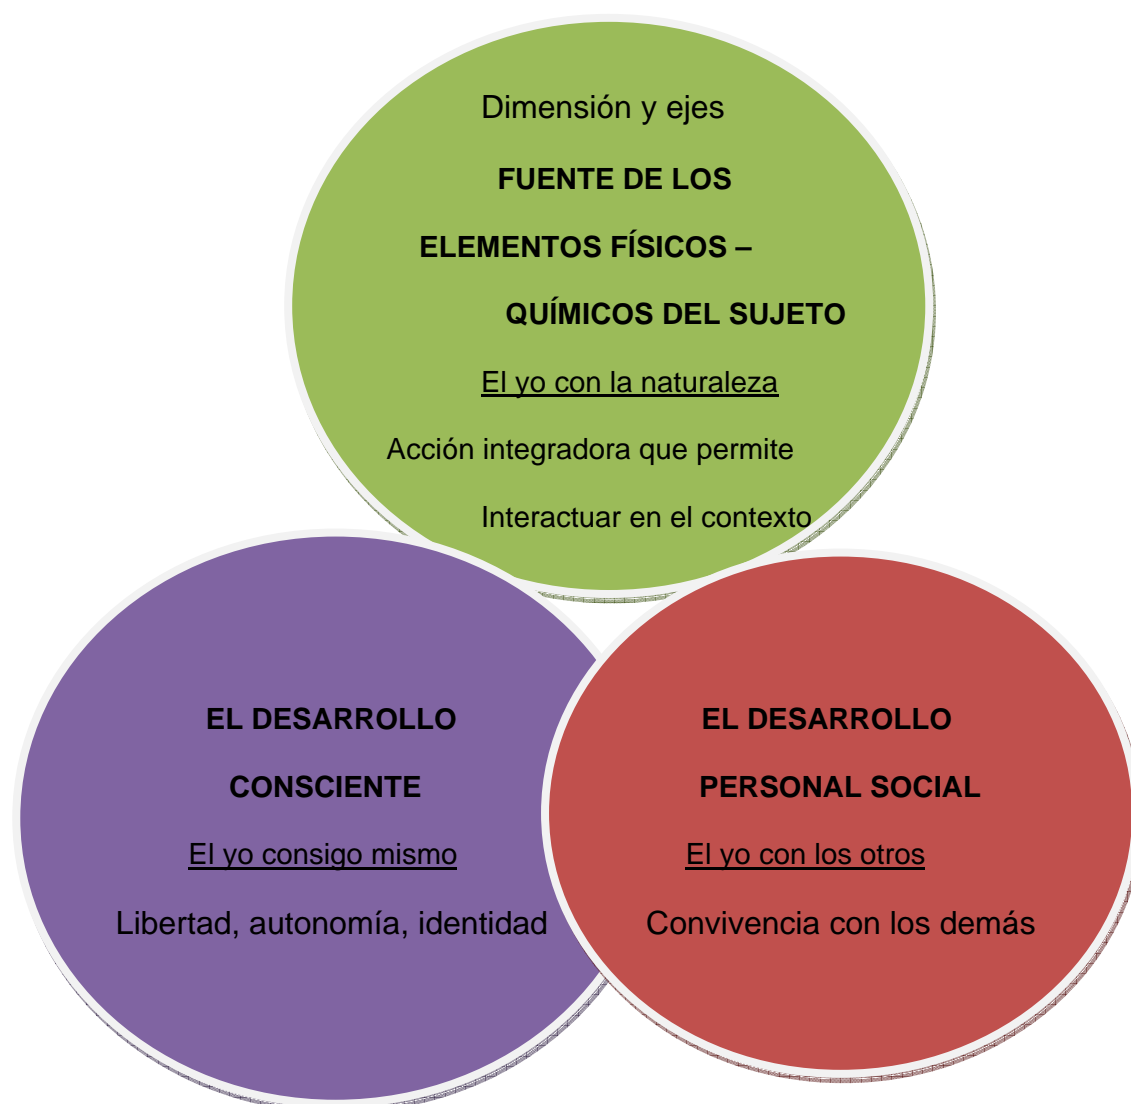 Dimensión y ejes
FUENTE DE LOS
ELEMENTOS FÍSICOS –
QUÍMICOS DEL SUJETO
El yo con la naturaleza
Acción integradora que permite
Interactuar en el contexto
EL DESARROLLO
CONSCIENTE
El yo consigo mismo
Libertad, autonomía, identidad
EL DESARROLLO
PERSONAL SOCIAL
El yo con los otros
Convivencia con los demás